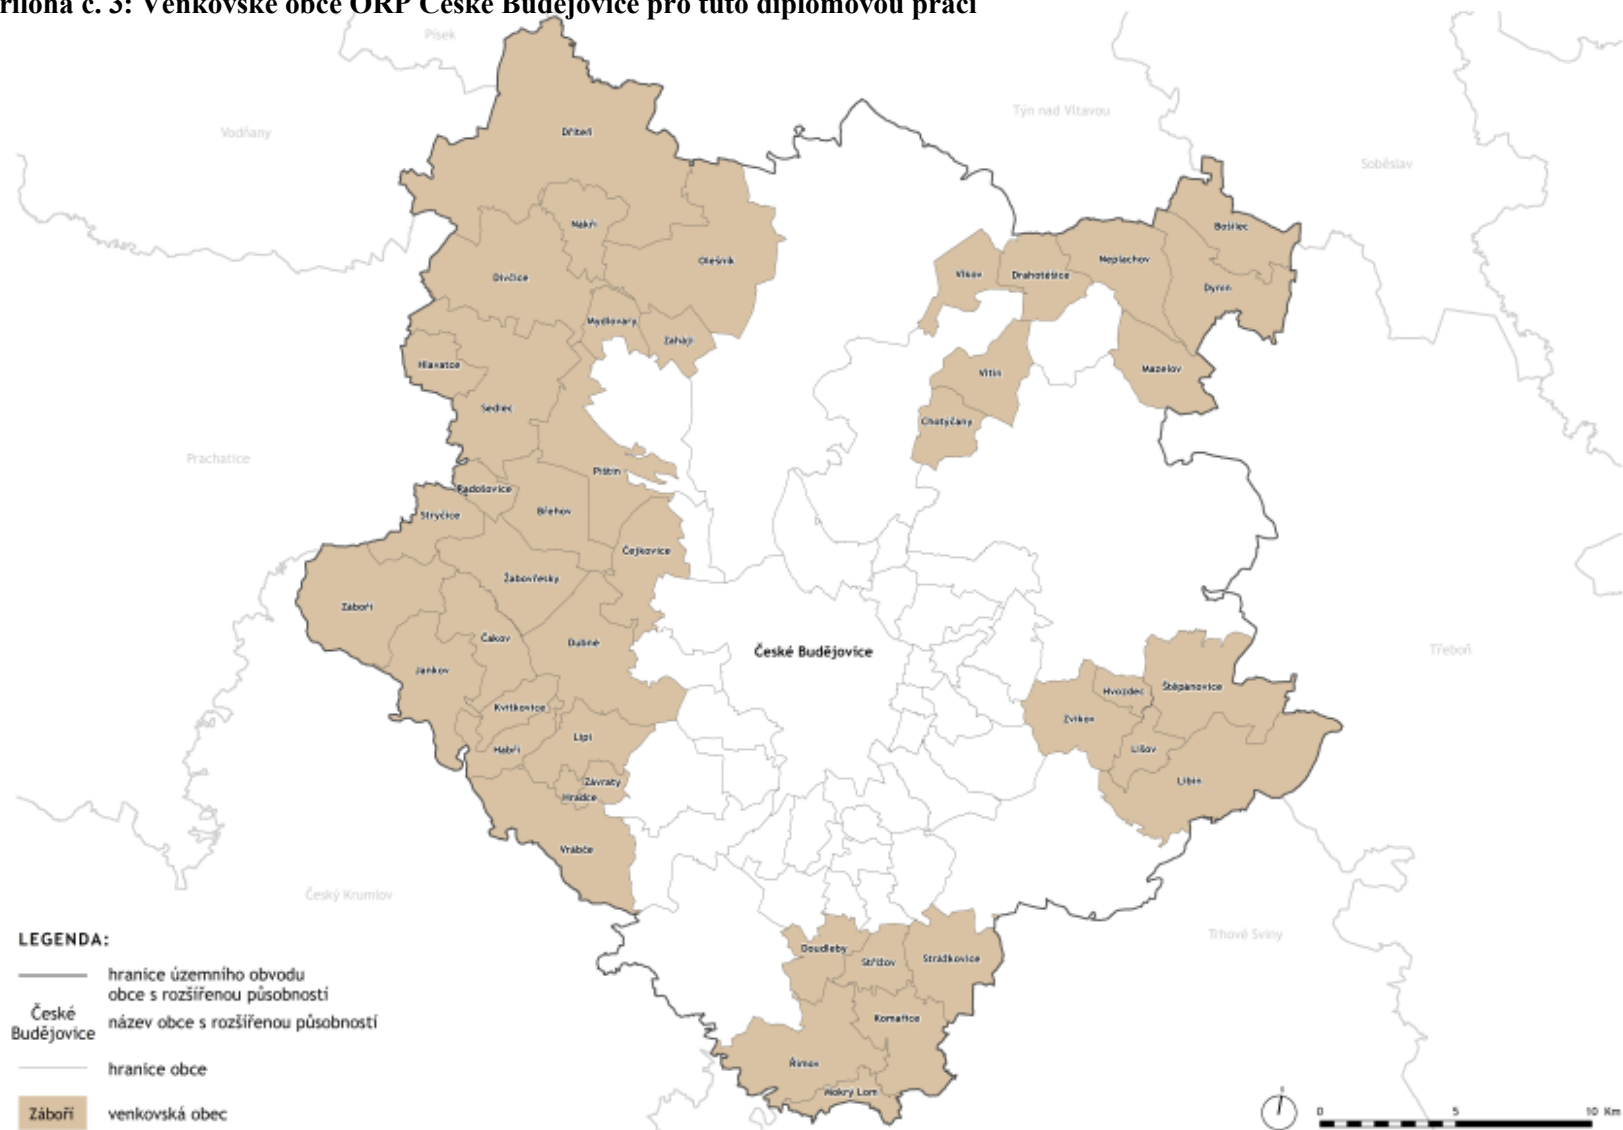 říloha č. 3: Venkovské obce ORP České Budějovice pro tuto diplomovou práci
Písek
Vodňany
Týn nad Vltavou
Soběslav
Dříteň
Nákří
Olešník
Dívčice
Mydlovary
Zahájí
Hlavatce
Sedlec
Vlkov
Drahotěšice
Neplachov
Bošilec
Dynín
Vitín
Mazelov
Chotýčany
Prachatice
Pištín
Radošovice
Strýčice
Břehov
Čejkovice
Žabovřesky
Záboří
Čakov
Dubné
Jankov
České Budějovice
Třeboň
Kvítkovice
Habří
Lipí
Závraty
Hradce
Vrábče
Hvozdec
Štěpánovice
Zvíkov
Lišov
Libín
Český Krumlov
Trhové Sviny
Doudleby
Střížov
Strážkovice
Komařice
Římov
Mokrý Lom
LEGENDA:
hranice územního obvodu
obce s rozšířenou působností
České
Budějovice
název obce s rozšířenou působností
hranice obce
Záboří
venkovská obec
0 5 10 Km